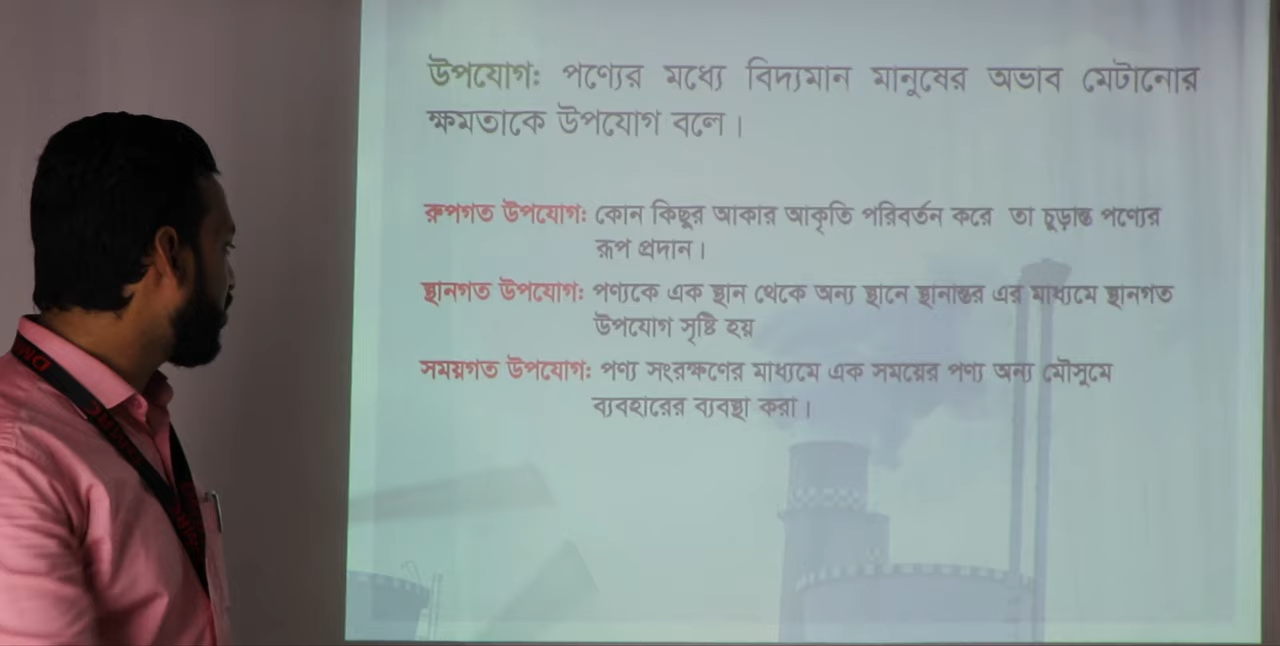 উপযোগ: পণ্যের মধ্যে বিদ্যমান মানুষের অভাব মেটানোর
ক্ষমতাকে উপযোগ বলে।
রুপগত উপযোগ: কোন কিছুর আকার আকৃতি পরিবর্তন করে তা চুড়ান্ত পণ্যের
রূপ প্রদান।
স্থানগত উপযোগ: পণ্যকে এক স্থান থেকে অন্য স্থানে স্থানান্তর এর মাধ্যমে স্থানগত
উপযোগ সৃষ্টি হয়
সময়গত উপযোগ: পণ্য সংরক্ষণের মাধ্যমে এক সময়ের পণ্য অন্য মৌসুমে
ব্যবহারের ব্যবস্থা করা।